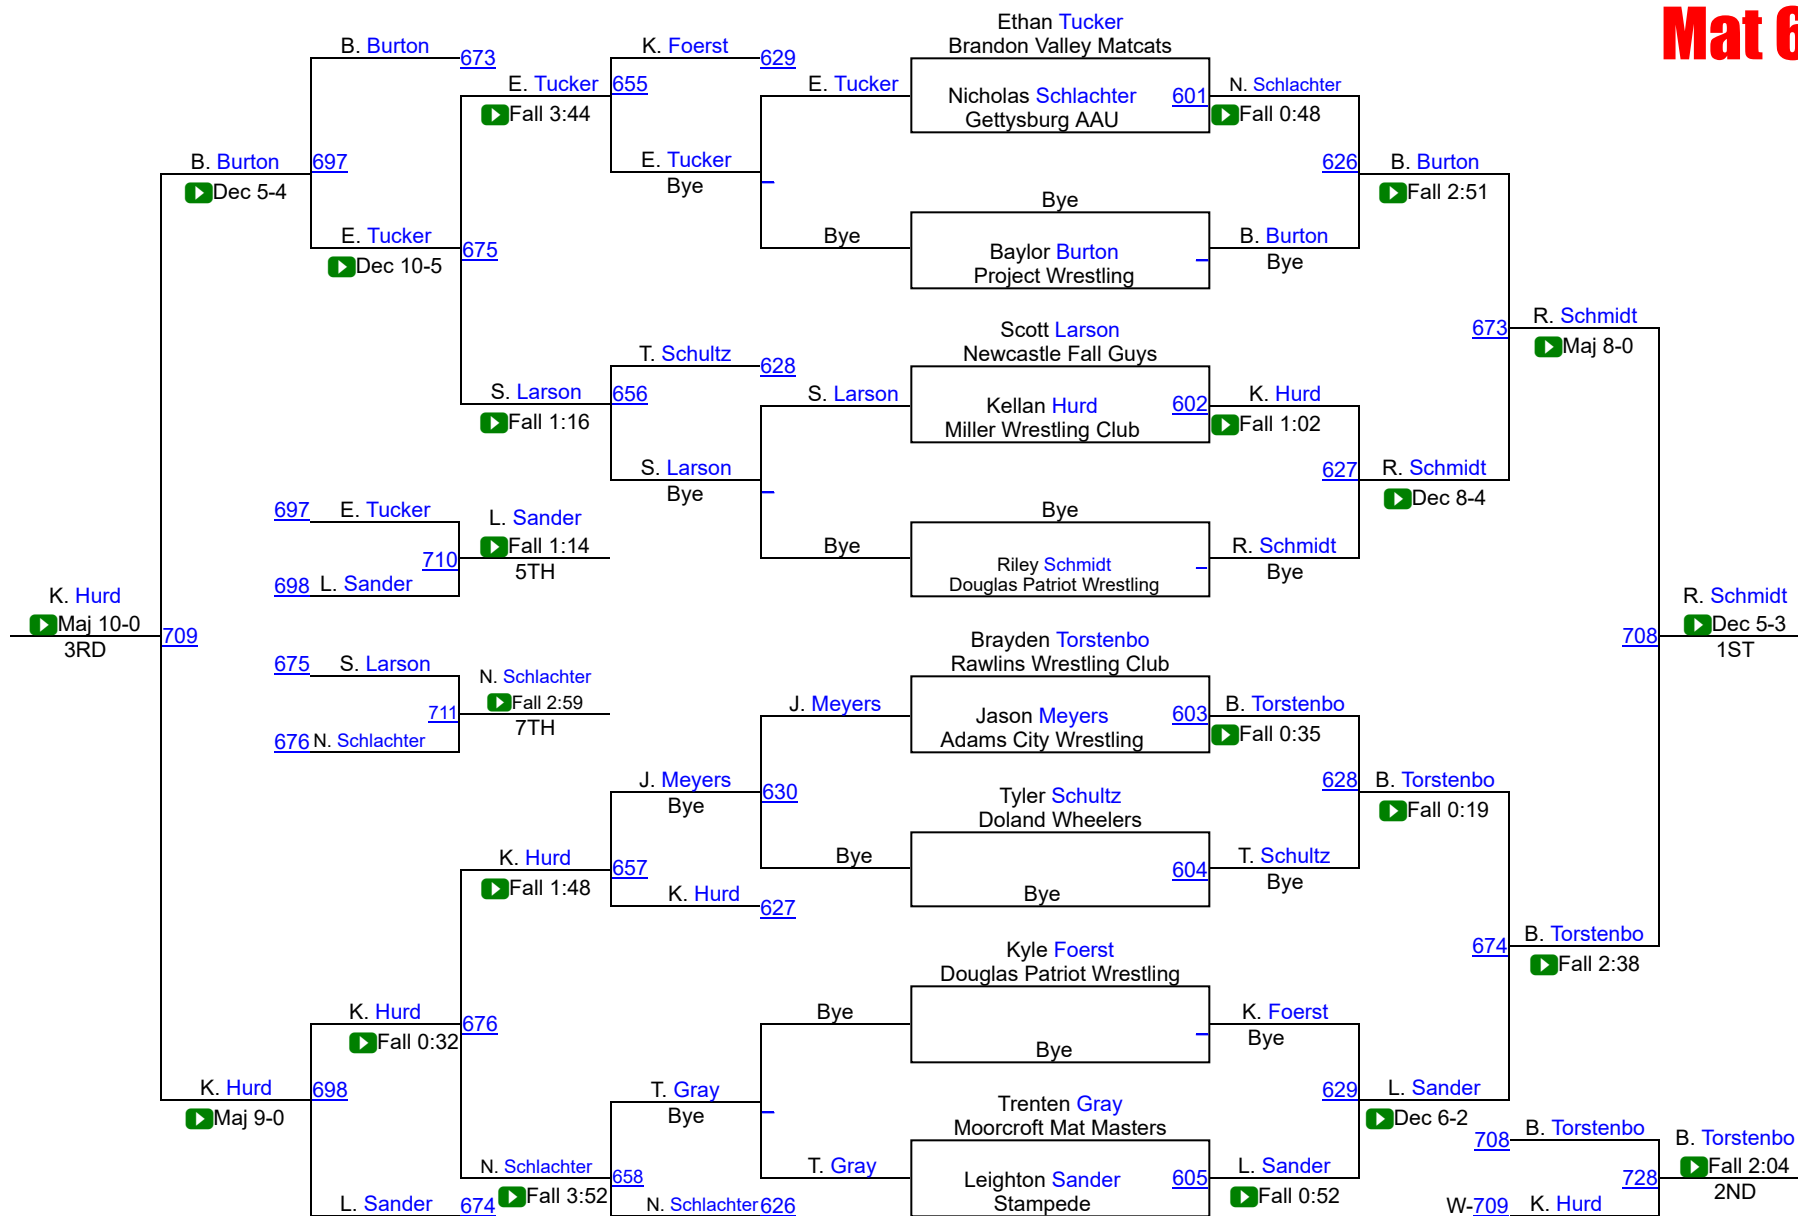 Mat 6
Ethan Tucker
B. Burton
K. Foerst
Brandon Valley Matcats
673
629
E. Tucker
655
E. Tucker
Nicholas Schlachter
601
N. Schlachter
Fall 3:44
Gettysburg AAU
Fall 0:48
B. Burton
697
E. Tucker
626
B. Burton
Dec 5-4
Bye
Fall 2:51
Bye
E. Tucker
675
Bye
Baylor Burton
B. Burton
Dec 10-5
Project Wrestling
Bye
R. Schmidt
673
Maj 8-0
Scott Larson
T. Schultz
628
Newcastle Fall Guys
S. Larson
656
S. Larson
Kellan Hurd
602
K. Hurd
Fall 1:16
Miller Wrestling Club
Fall 1:02
S. Larson
627
R. Schmidt
Bye
Dec 8-4
697
E. Tucker
L. Sander
Bye
Fall 1:14
Bye
R. Schmidt
710
5TH
Riley Schmidt
Bye
698
L. Sander
Douglas Patriot Wrestling
K. Hurd
R. Schmidt
Maj 10-0
Dec 5-3
709
708
3RD
1ST
Brayden Torstenbo
675
S. Larson
N. Schlachter
Rawlins Wrestling Club
Fall 2:59
J. Meyers
Jason Meyers
603
B. Torstenbo
711
7TH
676
N. Schlachter
Adams City Wrestling
Fall 0:35
J. Meyers
630
628
B. Torstenbo
Bye
Tyler Schultz
Fall 0:19
Doland Wheelers
K. Hurd
657
Bye
604
T. Schultz
Fall 1:48
K. Hurd
627
Bye
Bye
B. Torstenbo
674
Kyle Foerst
Fall 2:38
Douglas Patriot Wrestling
K. Hurd
676
Bye
K. Foerst
Fall 0:32
Bye
Bye
K. Hurd
698
T. Gray
629
L. Sander
Maj 9-0
Bye
Trenten Gray
Dec 6-2
Moorcroft Mat Masters
708
B. Torstenbo
B. Torstenbo
N. Schlachter
658
T. Gray
Leighton Sander
605
L. Sander
Fall 2:04
Fall 3:52
Stampede
Fall 0:52
728
2ND
L. Sander
674
N. Schlachter
626
W-709
K. Hurd